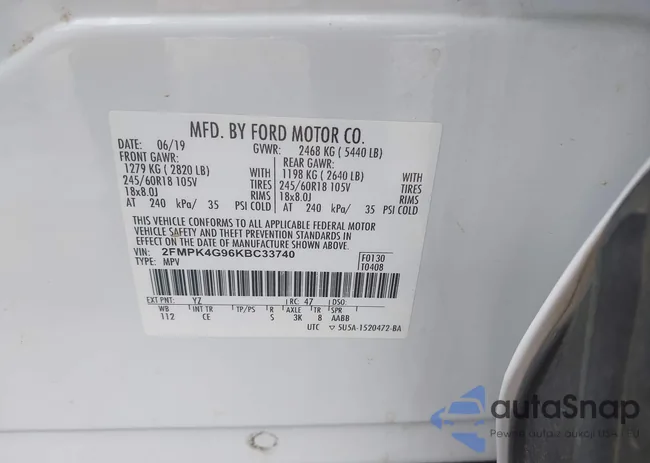 MFD. BY FORD MOTOR CO.
DATE: 06/19 GVWR: 2468 KG ( 5440 LB)
FRONT GAWR: REAR GAWR:
1279 KG ( 2820 LB) WITH 1198 KG ( 2640 LB) WITH
245/60R18 105V TIRES 245/60R18 105V TIRES
18x8.0J RIMS 18x8.0J RIMS
AT 240 kPa/ 35 PSI COLD AT 240 kPa/ 35 PSI COLD
THIS VEHICLE CONFORMS TO ALL APPLICABLE FEDERAL MOTOR
VEHICLE SAFETY AND THEFT PREVENTION STANDARDS IN
EFFECT ON THE DATE OF MANUFACTURE SHOWN ABOVE.
VIN: 2FMPK4G96KBC33740 F0130
TYPE: MPV T0408
EXT PNT: YZ RC: 47 DSO:
WB INT TR TP/PS R AXLE TR SPR
112 CE S 3K 8 AABB
UTC ▽ 5U5A-1520472-BA
autoSnap
Pewne auta z aukcji USA/EU